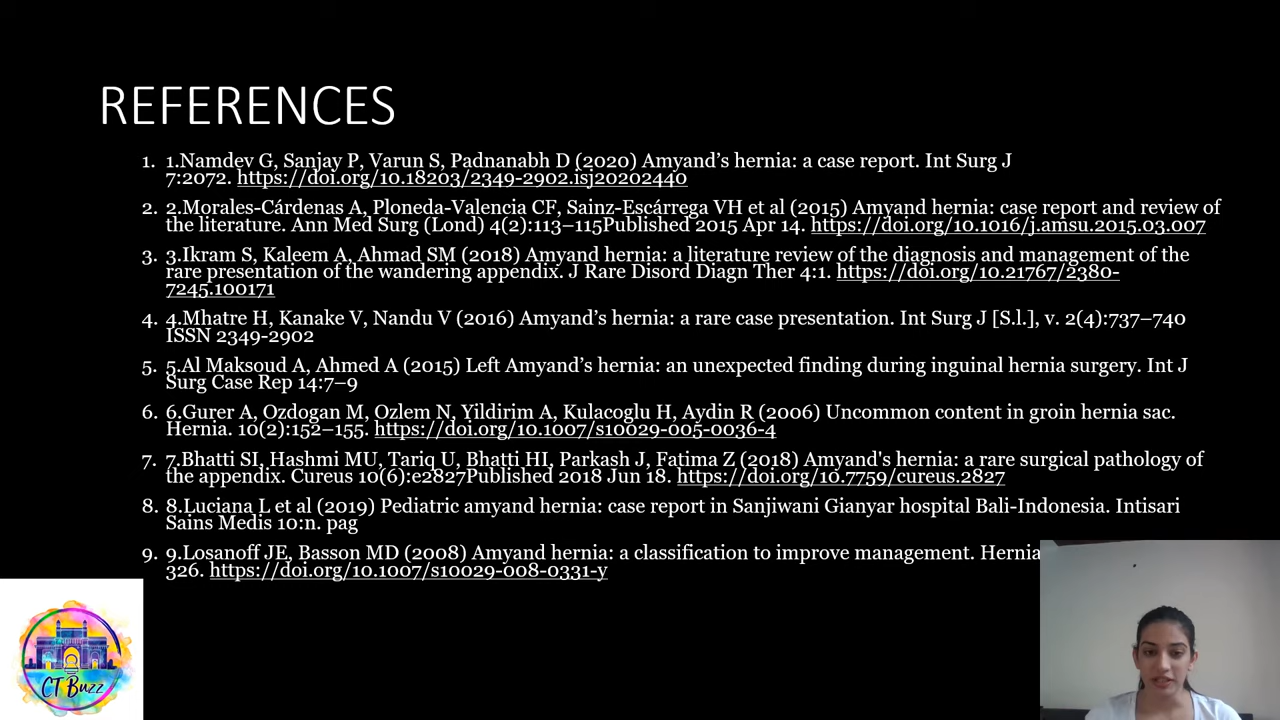 REFERENCES
1. 1.Namdev G, Sanjay P, Varun S, Padnanabh D (2020) Amyand’s hernia: a case report. Int Surg J
7:2072. https://doi.org/10.18203/2349-2902.isj20202440
2. 2.Morales-Cárdenas A, Ploneda-Valencia CF, Sainz-Escárrega VH et al (2015) Amyand hernia: case report and review of
the literature. Ann Med Surg (Lond) 4(2):113–115Published 2015 Apr 14. https://doi.org/10.1016/j.amsu.2015.03.007
3. 3.Ikram S, Kaleem A, Ahmad SM (2018) Amyand hernia: a literature review of the diagnosis and management of the
rare presentation of the wandering appendix. J Rare Disord Diagn Ther 4:1. https://doi.org/10.21767/2380-
7245.100171
4. 4.Mhatre H, Kanake V, Nandu V (2016) Amyand’s hernia: a rare case presentation. Int Surg J [S.l.], v. 2(4):737–740
ISSN 2349-2902
5. 5.Al Maksoud A, Ahmed A (2015) Left Amyand’s hernia: an unexpected finding during inguinal hernia surgery. Int J
Surg Case Rep 14:7–9
6. 6.Gurer A, Ozdogan M, Ozlem N, Yildirim A, Kulacoglu H, Aydin R (2006) Uncommon content in groin hernia sac.
Hernia. 10(2):152–155. https://doi.org/10.1007/s10029-005-0036-4
7. 7.Bhatti SI, Hashmi MU, Tariq U, Bhatti HI, Parkash J, Fatima Z (2018) Amyand's hernia: a rare surgical pathology of
the appendix. Cureus 10(6):e2827Published 2018 Jun 18. https://doi.org/10.7759/cureus.2827
8. 8.Luciana L et al (2019) Pediatric amyand hernia: case report in Sanjiwani Gianyar hospital Bali-Indonesia. Intisari
Sains Medis 10:n. pag
9. 9.Losanoff JE, Basson MD (2008) Amyand hernia: a classification to improve management. Hernia
326. https://doi.org/10.1007/s10029-008-0331-y
CT Buzz